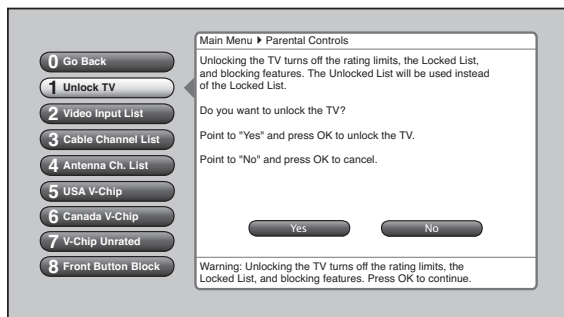 Main Menu ▶ Parental Controls
0 Go Back
1 Unlock TV
2 Video Input List
3 Cable Channel List
4 Antenna Ch. List
5 USA V-Chip
6 Canada V-Chip
7 V-Chip Unrated
8 Front Button Block
Unlocking the TV turns off the rating limits, the Locked List,
and blocking features. The Unlocked List will be used instead
of the Locked List.
Do you want to unlock the TV?
Point to "Yes" and press OK to unlock the TV.
Point to "No" and press OK to cancel.
Yes
No
Warning: Unlocking the TV turns off the rating limits, the
Locked List, and blocking features. Press OK to continue.